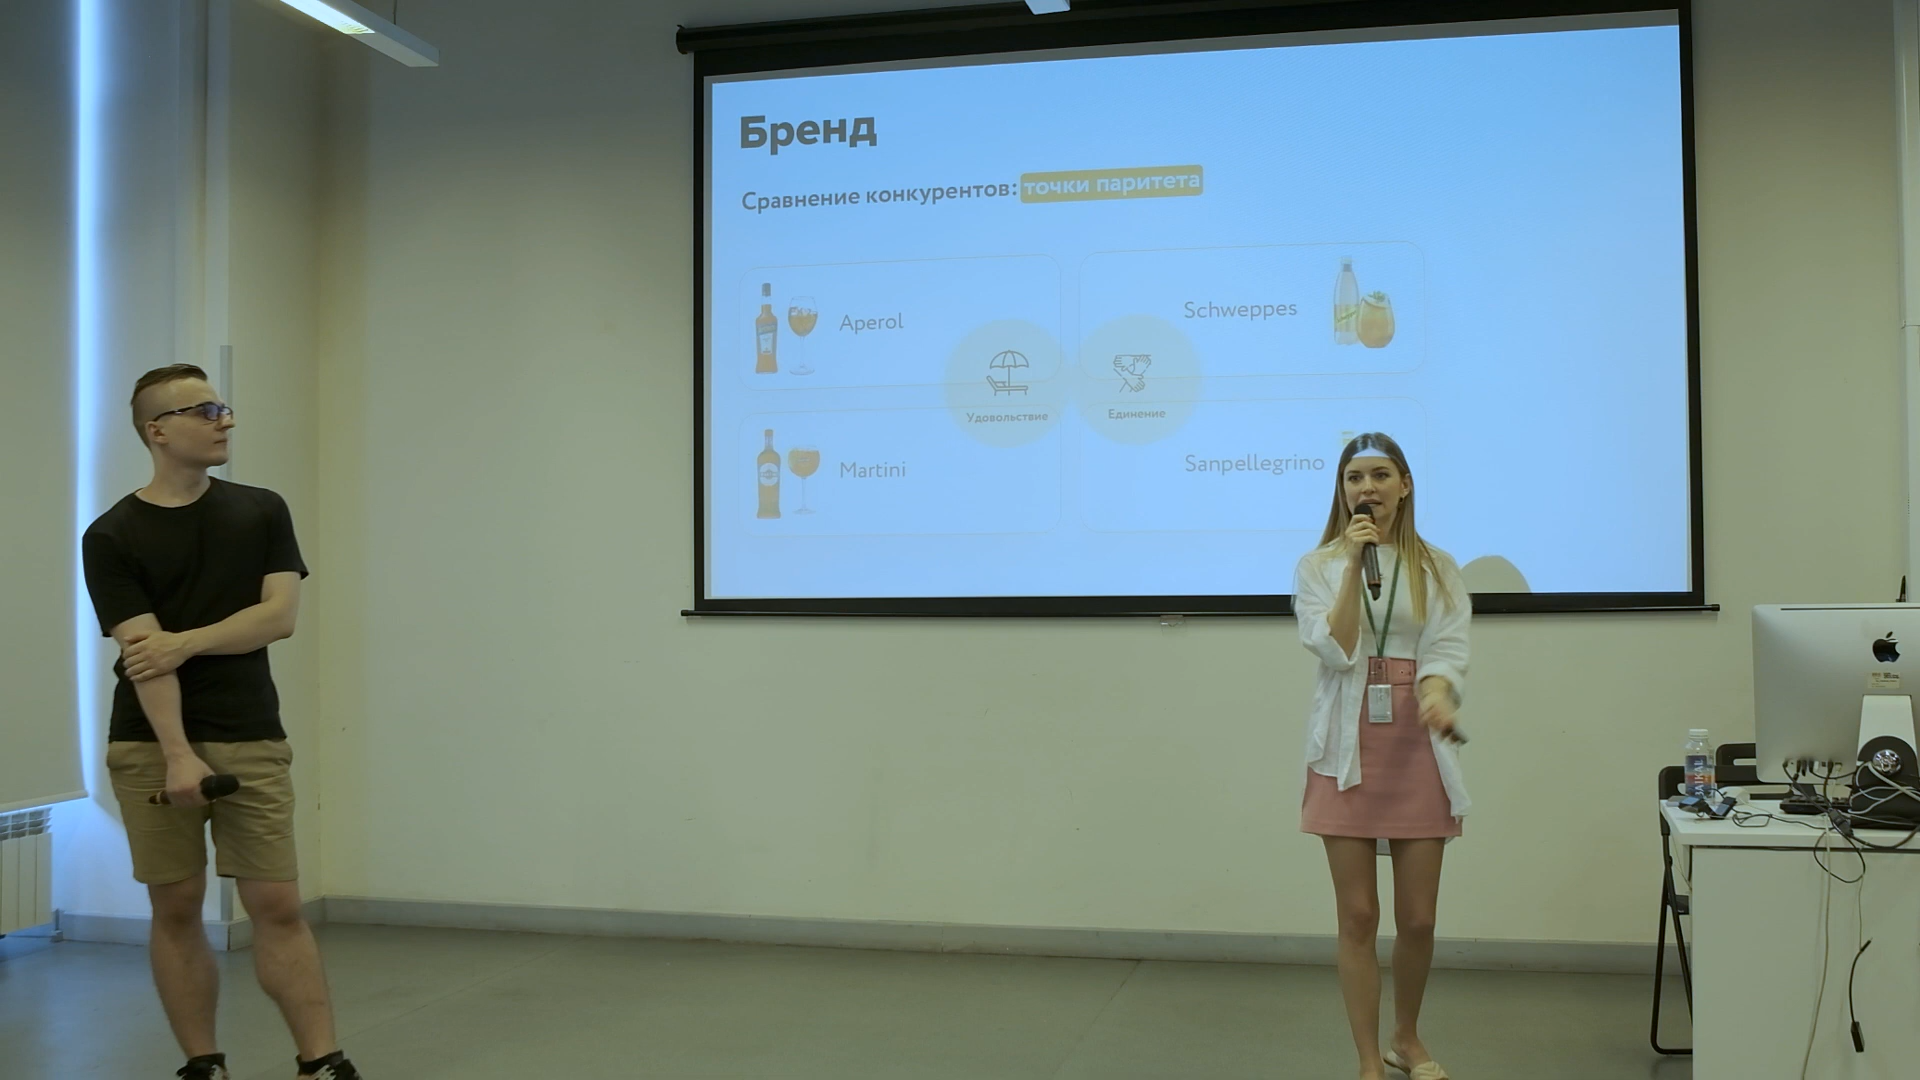 Бренд
Сравнение конкурентов: точки паритета
Aperol
Schweppes
Удовольствие
Единение
Martini
Sanpellegrino